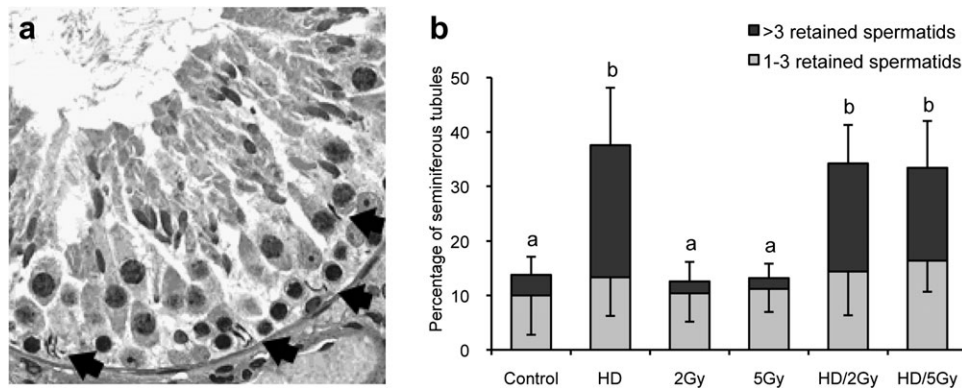 a
b
>3 retained spermatids
1-3 retained spermatids
Percentage of seminiferous tubules
50
40
30
20
10
0
a
b
a
a
b
b
Control HD 2Gy 5Gy HD/2Gy HD/5Gy